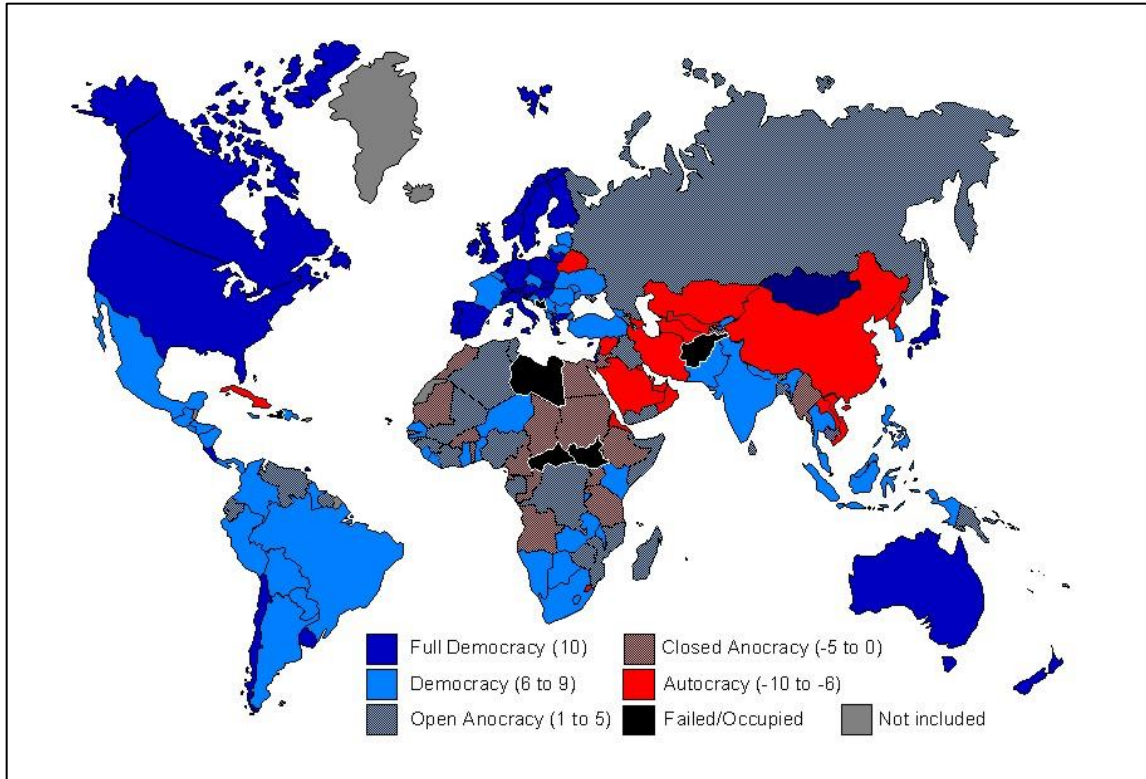 Full Democracy (10)
Closed Anocracy (-5 to 0)
Democracy (6 to 9)
Autocracy (-10 to -6)
Open Anocracy (1 to 5)
Failed/Occupied
Not included